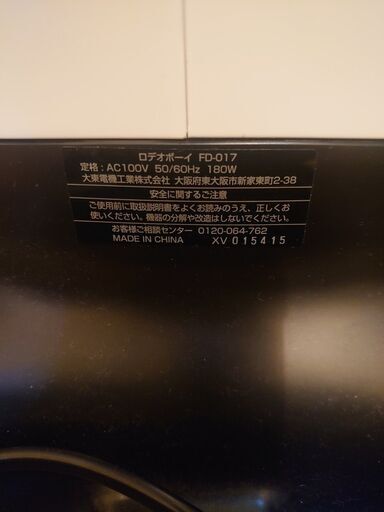 ロデオボーイ FD-017
定格：AC100V 50/60Hz 180W
大東電機工業株式会社 大阪府東大阪市新家東町2-38
安全に関するご注意
ご使用前に取扱説明書をよくお読みのうえ、正しくお
使いください。機器の分解や改造はしないでください。
お客様ご相談センター 0120-064-762
MADE IN CHINA XV 015415